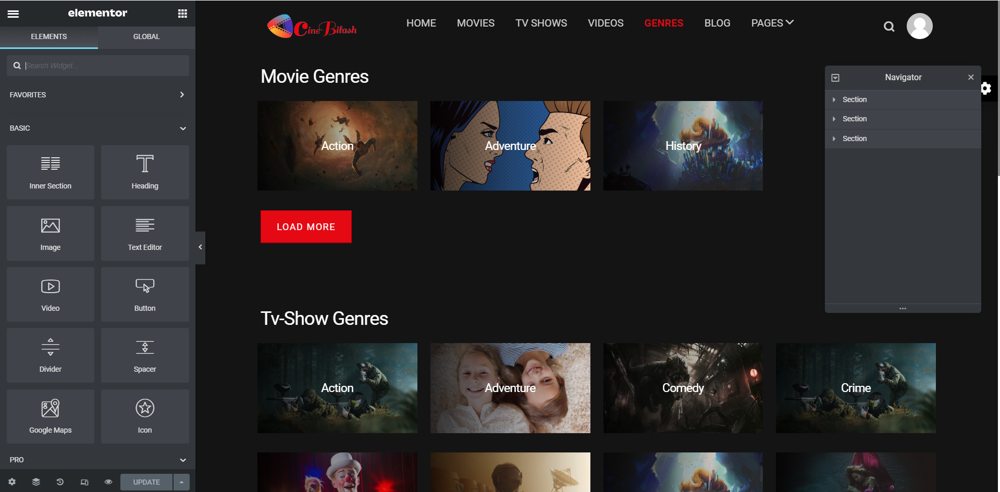 elementor
ELEMENTS
GLOBAL
Search Widget...
FAVORITES
BASIC
Inner Section
Heading
Image
Text Editor
Video
Button
Divider
Spacer
Google Maps
Icon
PRO
UPDATE
Cine Bilash
HOME MOVIES TV SHOWS VIDEOS GENRES BLOG PAGES
Movie Genres
Action
Adventure
History
LOAD MORE
Tv-Show Genres
Action
Adventure
Comedy
Crime
Navigator
Section
Section
Section